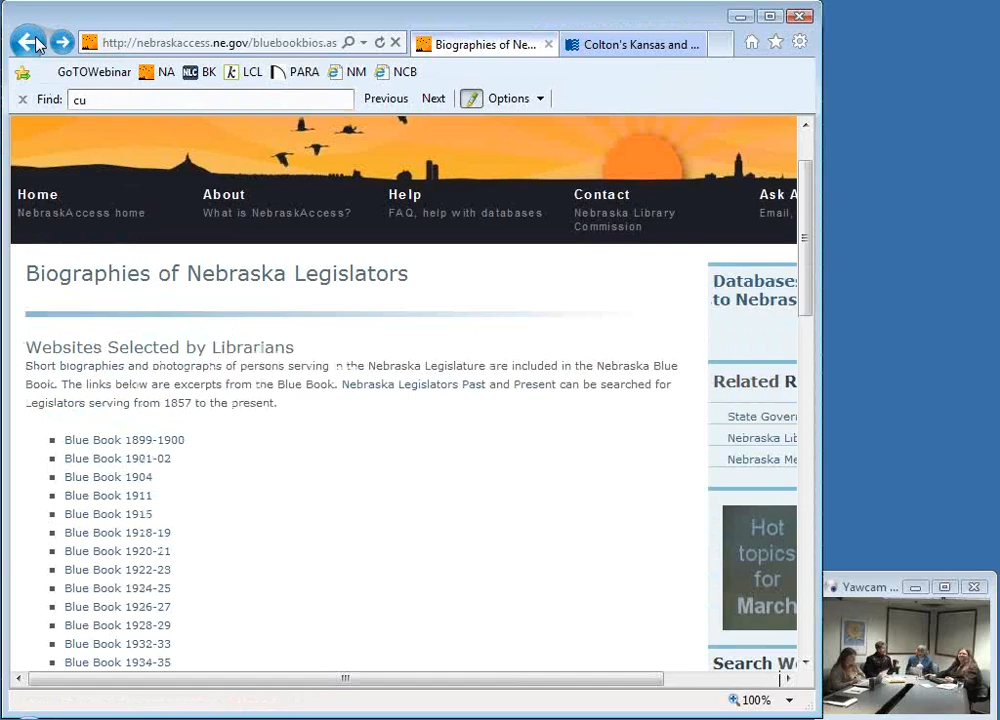 http://nebraskaccess.ne.gov/bluebookbios.as
Biographies of Ne...
Colton's Kansas and ...
GoTOWebinar NA NLC BK k LCL PARA NM NCB
Find: cu Previous Next Options
Home About Help Contact Ask A
NebraskAccess home What is NebraskAccess? FAQ, help with databases Nebraska Library Email,
Commission
Biographies of Nebraska Legislators
Websites Selected by Librarians
Short biographies and photographs of persons serving in the Nebraska Legislature are included in the Nebraska Blue
Book. The links below are excerpts from the Blue Book. Nebraska Legislators Past and Present can be searched for
Legislators serving from 1857 to the present.
Blue Book 1899-1900
Blue Book 1901-02
Blue Book 1904
Blue Book 1911
Blue Book 1915
Blue Book 1918-19
Blue Book 1920-21
Blue Book 1922-23
Blue Book 1924-25
Blue Book 1926-27
Blue Book 1928-29
Blue Book 1932-33
Blue Book 1934-35
Databases
to Nebras
Related R
State Gover
Nebraska Lib
Nebraska Me
Hot
topics
for
March
Search We
100%
Yawcam ...